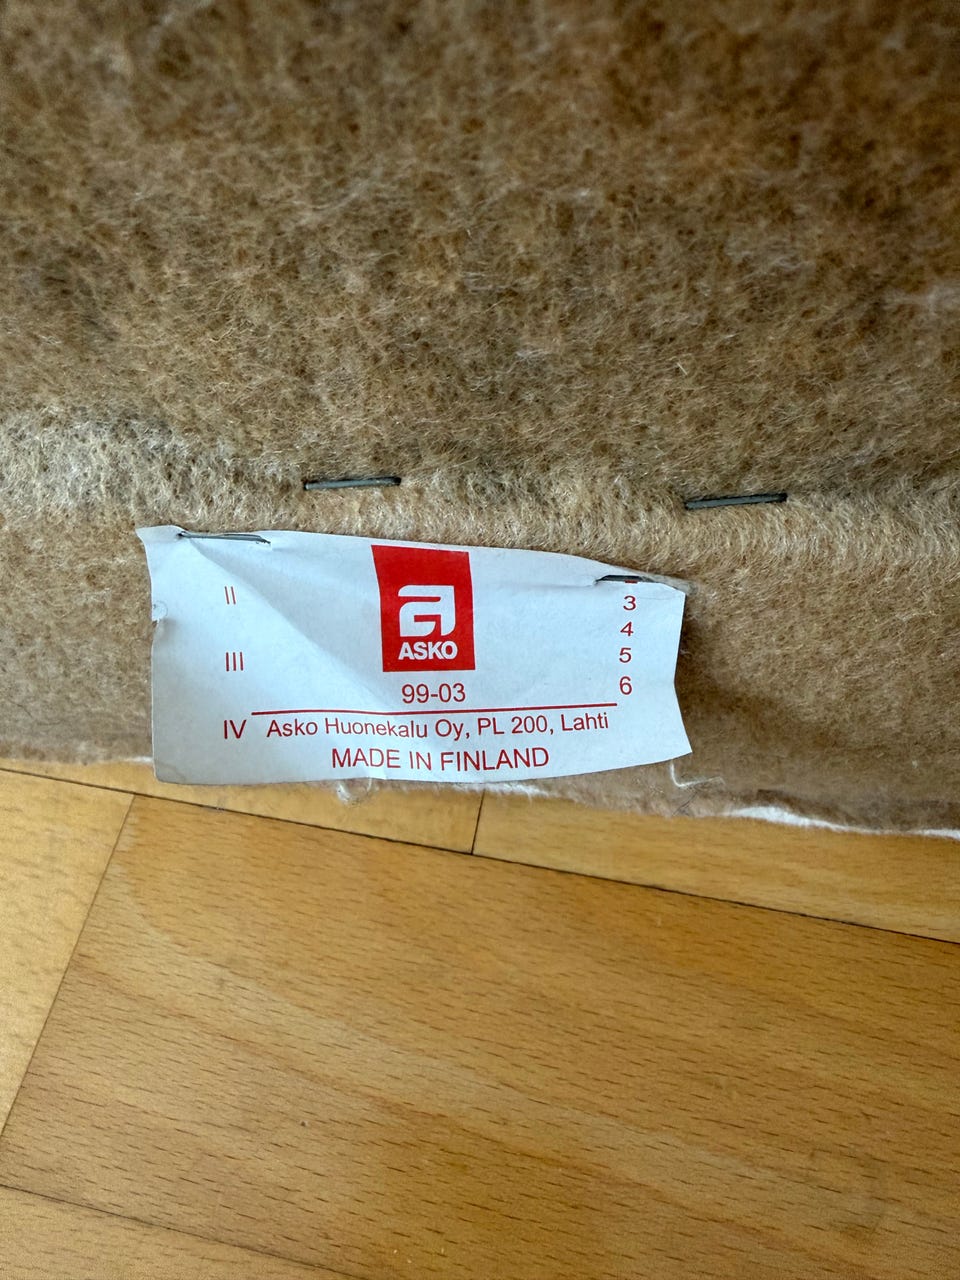 II
III
IV
a
ASKO
99-03
3
4
5
6
Asko Huonekalu Oy, PL 200, Lahti
MADE IN FINLAND